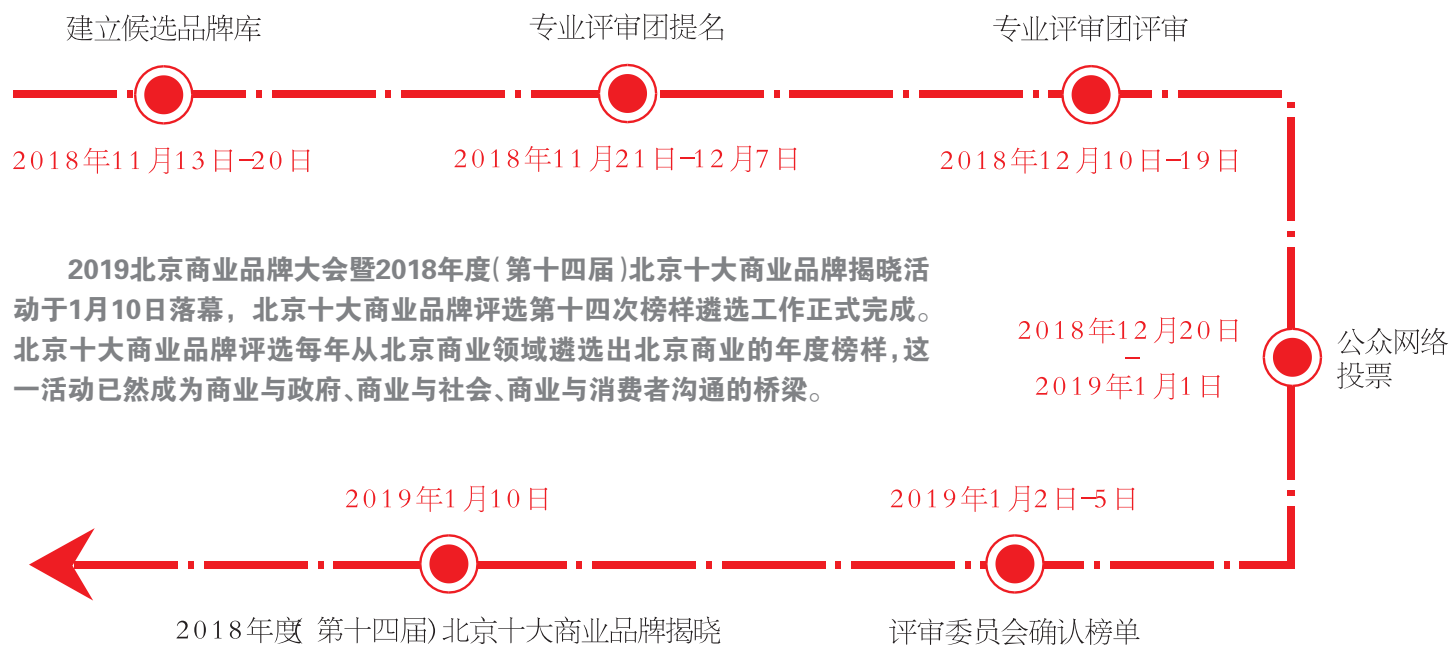 建立候选品牌库
专业评审团提名
专业评审团评审
2018年11月13日-20日
2018年11月21日-12月7日
2018年12月10日-19日
2019北京商业品牌大会暨2018年度(第十四届)北京十大商业品牌揭晓活
动于1月10日落幕，北京十大商业品牌评选第十四次榜样遴选工作正式完成。
北京十大商业品牌评选每年从北京商业领域遴选出北京商业的年度榜样,这
一活动已然成为商业与政府、商业与社会、商业与消费者沟通的桥梁。
2018年12月20日
-
2019年1月1日
公众网络
投票
2019年1月10日
2019年1月2日-5日
2018年度(第十四届)北京十大商业品牌揭晓
评审委员会确认榜单